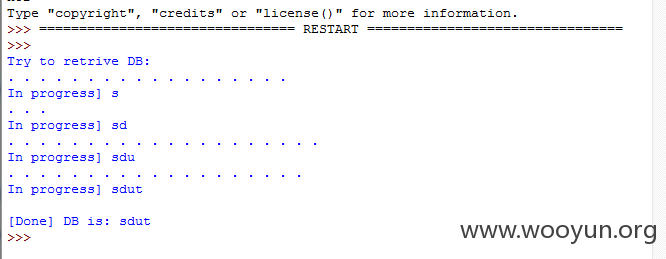 Type "copyright", "credits" or "license()" for more information.
>>> ================================ RESTART ================================
>>>
Try to retrive DB:
. . . . . . . . . . . . . . . . . .
In progress] s
. . .
In progress] sd
. . . . . . . . . . . . . . . . . . . .
In progress] sdu
. . . . . . . . . . . . . . . . . . .
In progress] sdut
[Done] DB is: sdut
>>>
www.wooyun.org